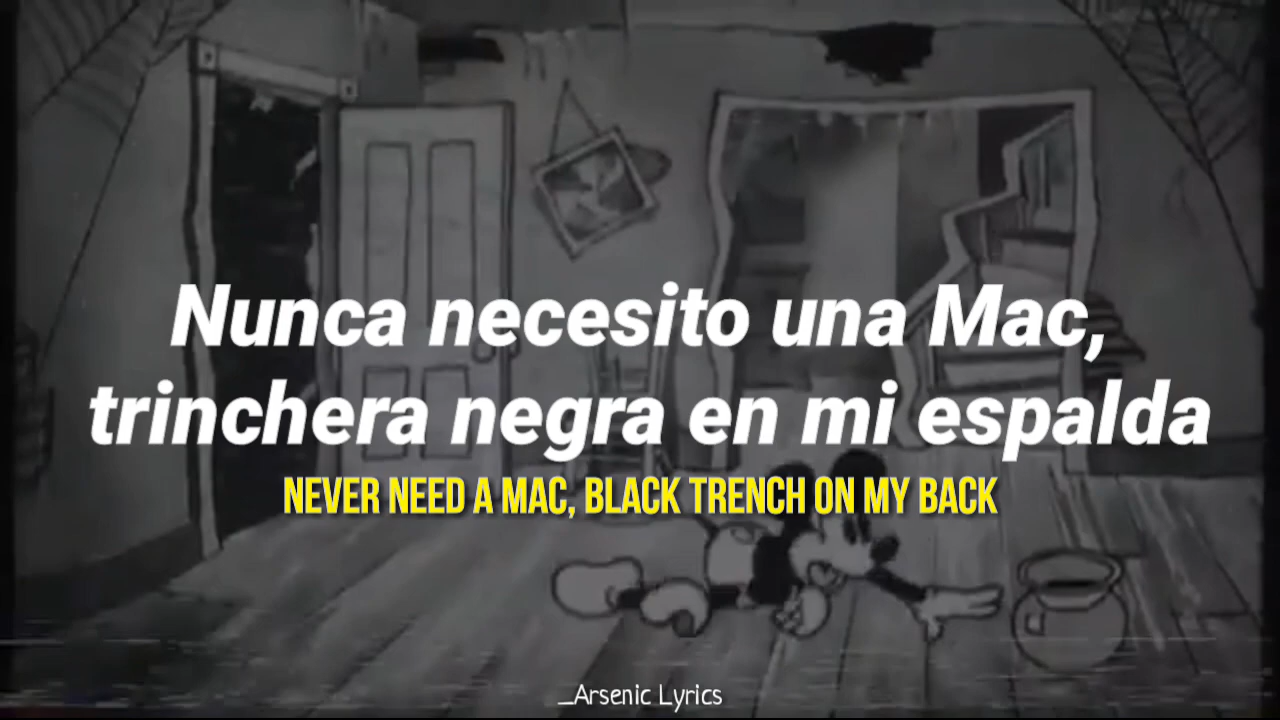 Nunca necesito una Mac,
trinchera negra en mi espalda
NEVER NEED A MAC, BLACK TRENCH ON MY BACK
_Arsenic Lyrics